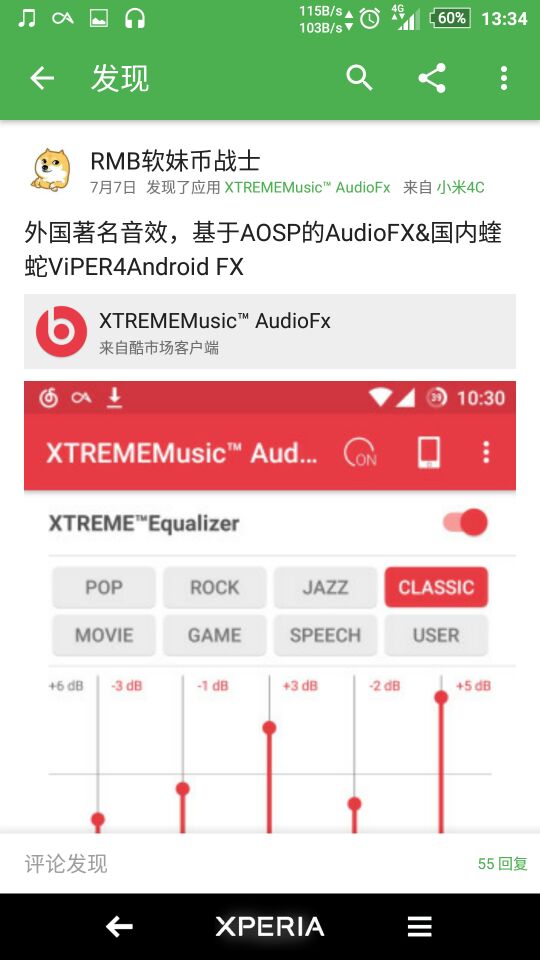 115B/s
103B/s
4G
60%
13:34
发现
RMB软妹币战士
7月7日 发现了应用 XTREMEMusic™ AudioFx 来自 小米4C
外国著名音效，基于AOSP的AudioFX&国内蝰
蛇ViPER4Android FX
XTREMEMusic™ AudioFx
来自酷市场客户端
39
10:30
XTREMEMusic™ Aud...
ON
XTREME™Equalizer
POP ROCK JAZZ CLASSIC
MOVIE GAME SPEECH USER
+6 dB -3 dB -1 dB +3 dB -2 dB +5 dB
评论发现
55 回复
XPERIA